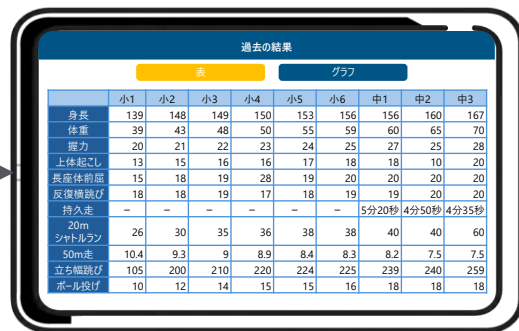 過去の結果
表 グラフ
小1 小2 小3 小4 小5 小6 中1 中2 中3
身長 139 148 149 150 153 156 156 160 167
体重 39 43 48 50 55 59 60 65 70
握力 20 21 22 23 24 25 27 25 28
上体起こし 13 15 16 16 17 18 18 10 20
長座体前屈 15 18 19 28 19 20 20 20 20
反復横跳び 18 18 19 17 18 19 19 20 20
持久走 － － － － － － 5分20秒 4分50秒 4分35秒
20m
シャトルラン 26 30 35 36 38 38 40 40 60
50m走 10.4 9.3 9 8.9 8.4 8.3 8.2 7.5 7.5
立ち幅跳び 105 200 210 220 224 225 239 240 259
ボール投げ 10 12 14 15 15 16 18 18 18